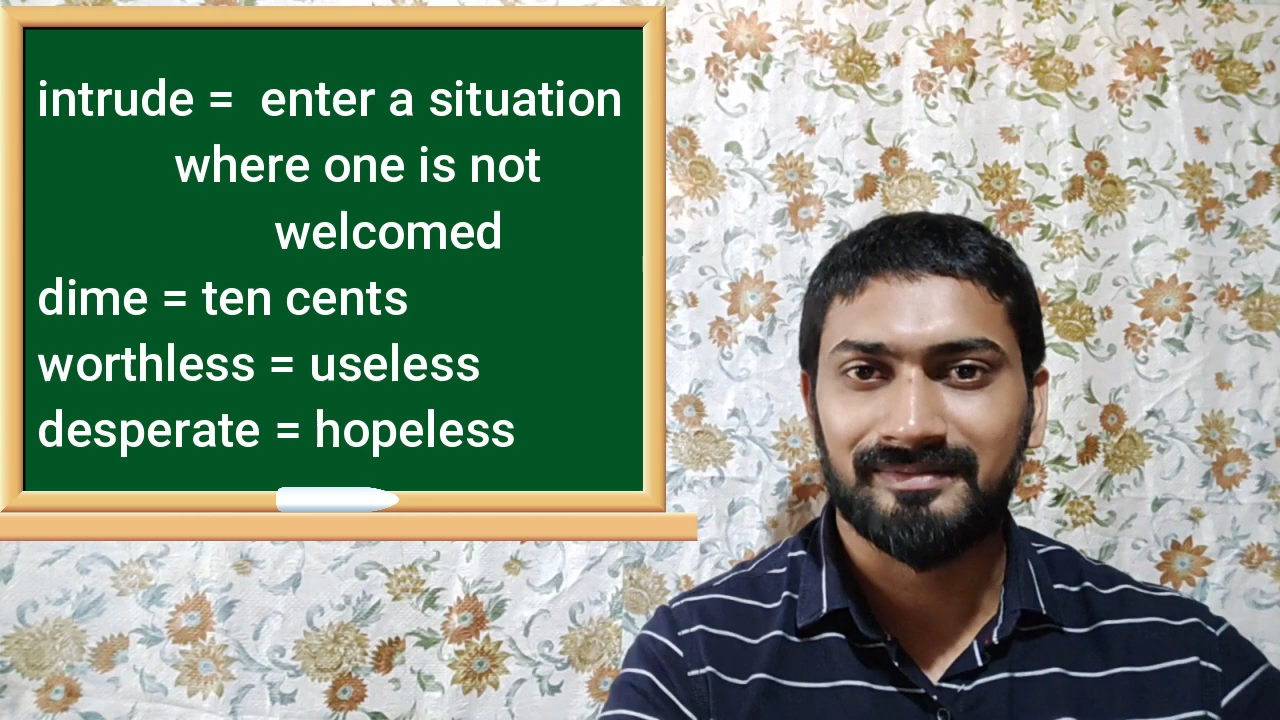 intrude = enter a situation
where one is not
welcomed
dime = ten cents
worthless = useless
desperate = hopeless